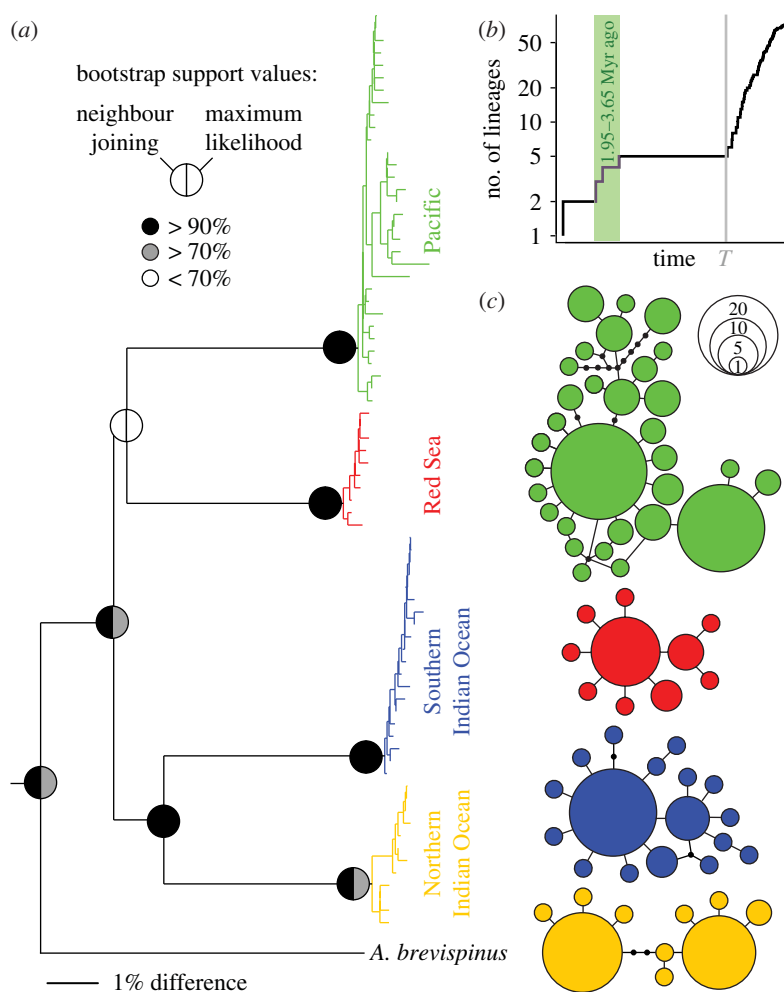 (a)
bootstrap support values:
neighbour joining
maximum likelihood
> 90%
> 70%
< 70%
Pacific
Red Sea
Southern
Indian Ocean
Northern
Indian Ocean
A. brevispinus
1% difference
(b)
no. of lineages
50
20
10
5
2
1
1.95–3.65 Myr ago
time
T
(c)
20
10
5
1